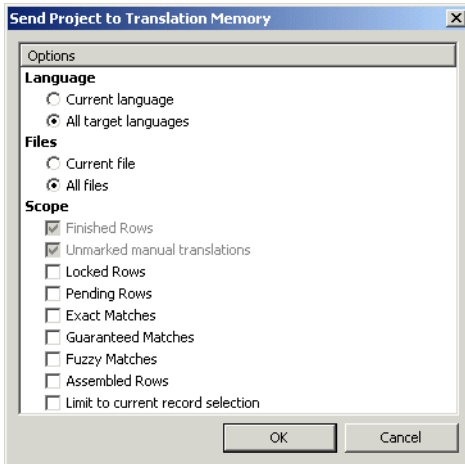 Send Project to Translation Memory
Options
Language
Current language
All target languages
Files
Current file
All files
Scope
Finished Rows
Unmarked manual translations
Locked Rows
Pending Rows
Exact Matches
Guaranteed Matches
Fuzzy Matches
Assembled Rows
Limit to current record selection
OK Cancel